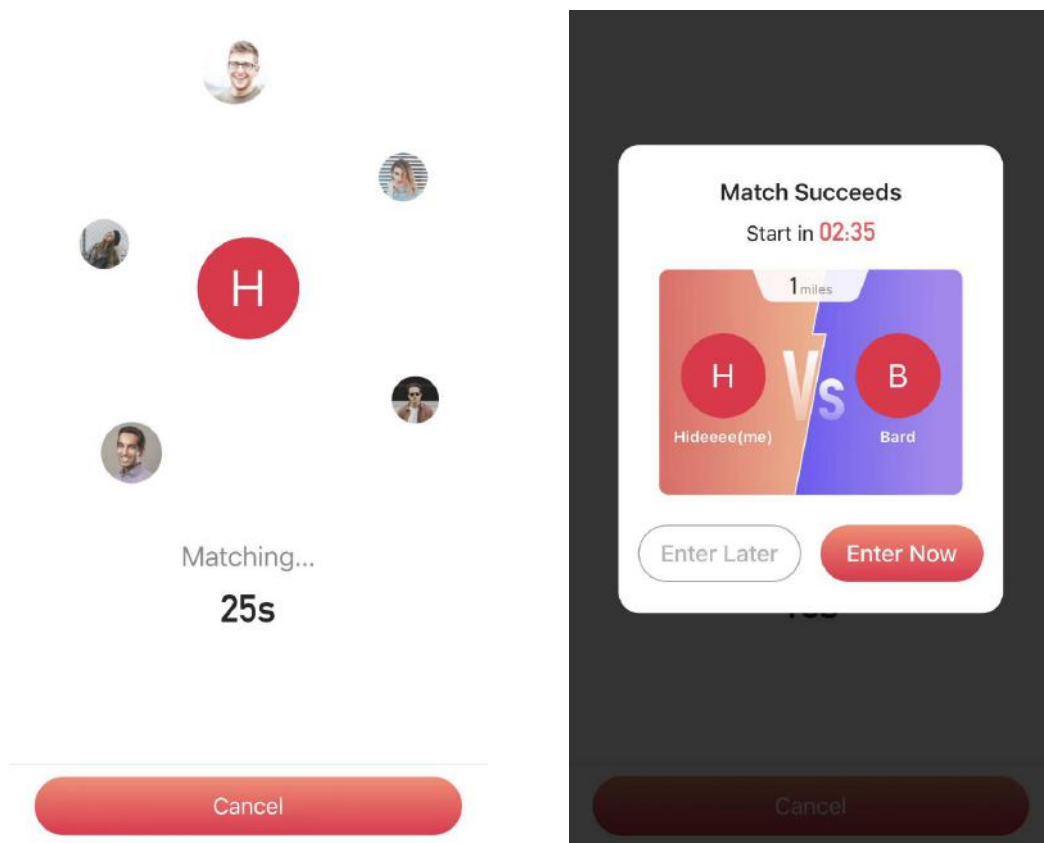 H
Matching...
25s
Cancel
Match Succeeds
Start in 02:35
1 miles
H
Vs
B
Hideeee(me)
Bard
Enter Later
Enter Now
Cancel